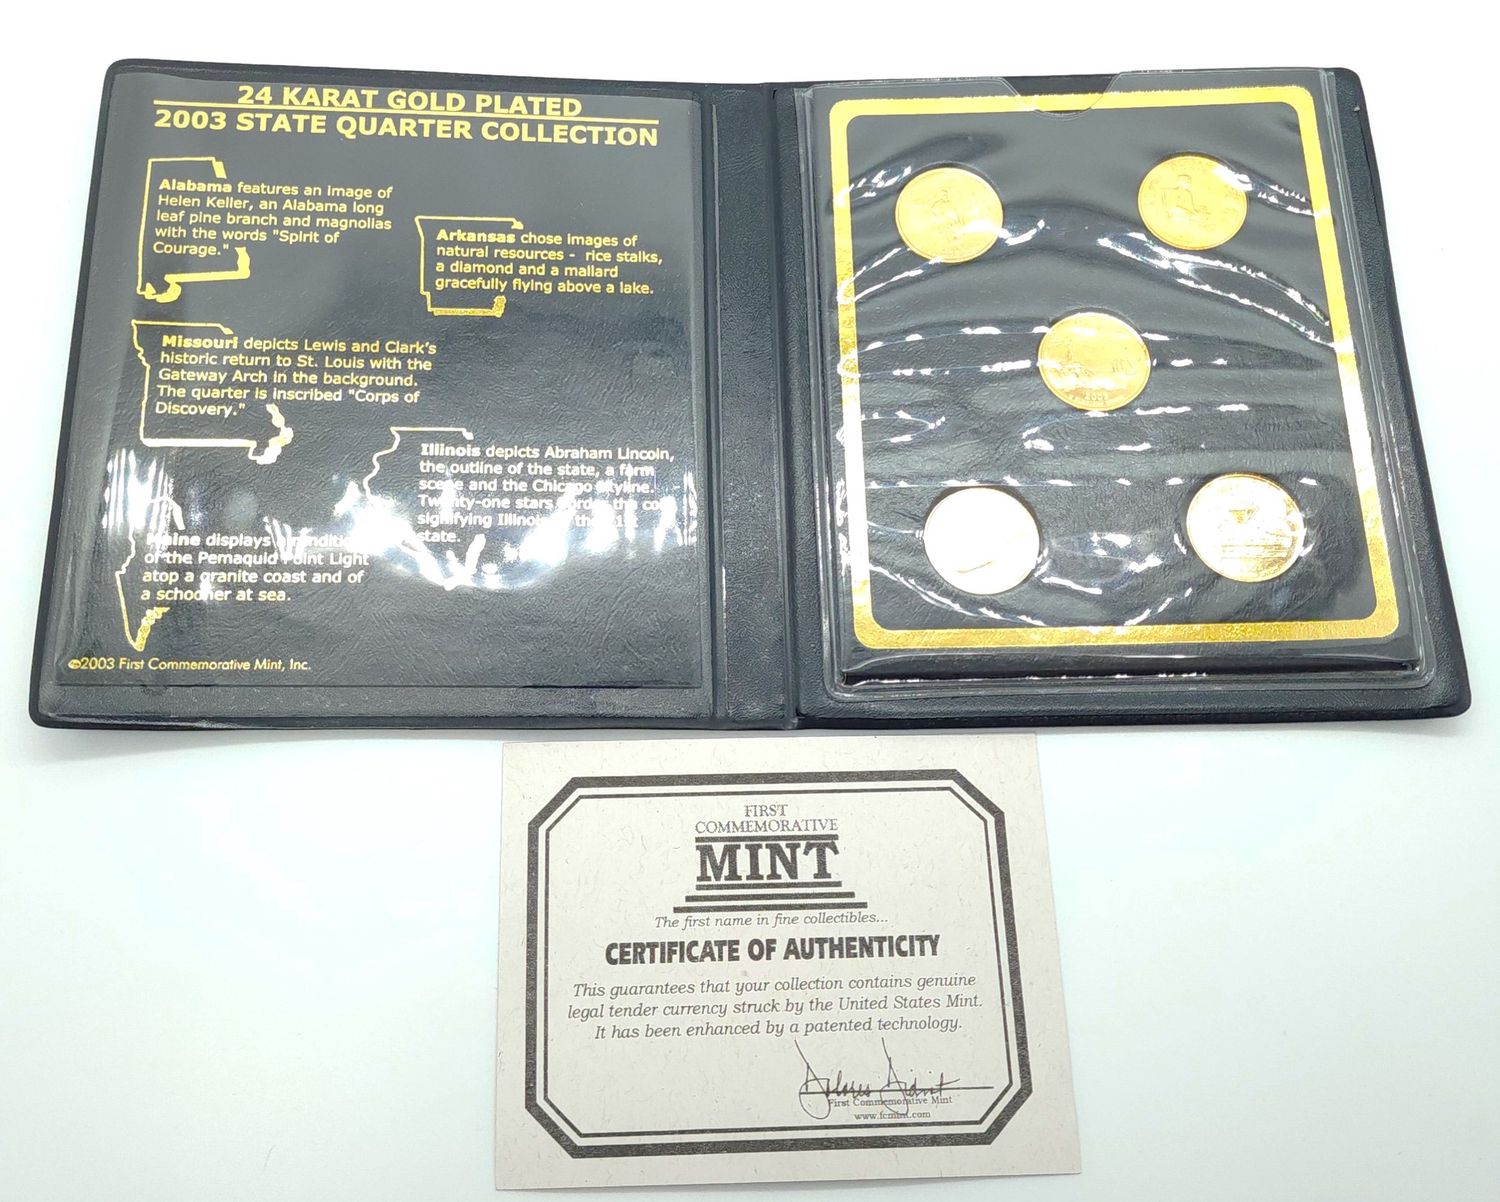 24 KARAT GOLD PLATED
2003 STATE QUARTER COLLECTION
Alabama features an image of
Helen Keller, an Alabama long
leaf pine branch and magnolias
with the words "Spirit of
Courage."
Arkansas chose images of
natural resources - rice stalks,
a diamond and a mallard
gracefully flying above a lake.
Missouri depicts Lewis and Clark's
historic return to St. Louis with the
Gateway Arch in the background.
The quarter is inscribed "Corps of
Discovery."
Illinois depicts Abraham Lincoln,
the outline of the state, a farm
scene and the Chicago skyline.
Twenty-one stars border the
signifying Illinois
state.
Maine displays a
of the Pemaquid Point Light
atop a granite coast and of
a schooner at sea.
©2003 First Commemorative Mint, Inc.
FIRST
COMMEMORATIVE
MINT
The first name in fine collectibles...
CERTIFICATE OF AUTHENTICITY
This guarantees that your collection contains genuine
legal tender currency struck by the United States Mint.
It has been enhanced by a patented technology.
First Commemorative Mint
www.fcmint.com